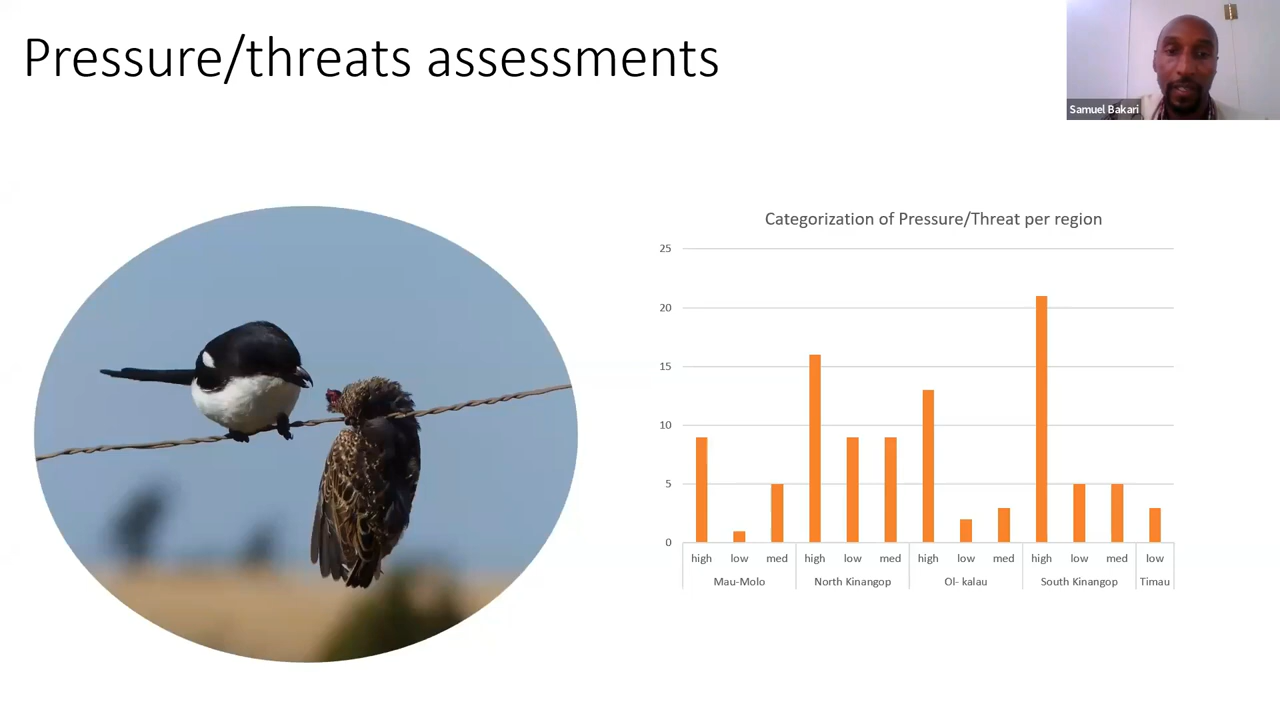 Pressure/threats assessments
Samuel Bakari
Categorization of Pressure/Threat per region
25
20
15
10
5
0
high low med high low med high low med high low med low
Mau-Molo North Kinangop Ol- kalau South Kinangop Timau